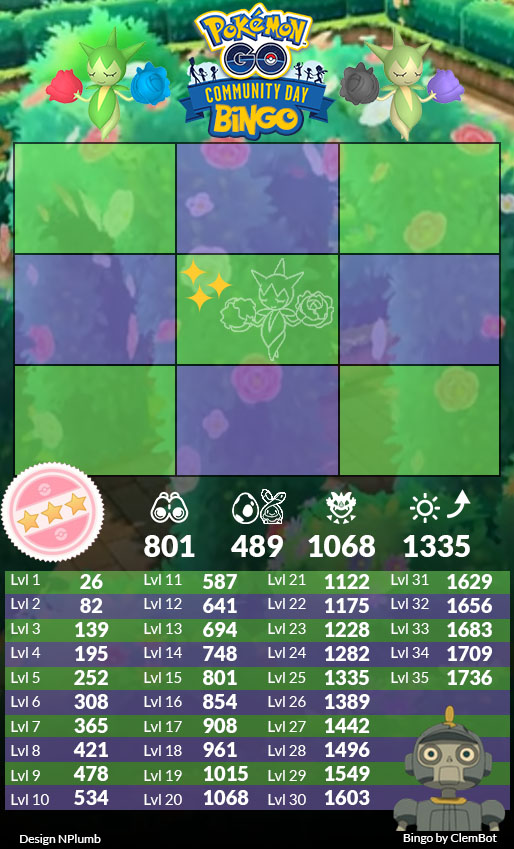 Pokémon
GO
COMMUNITY DAY
BINGO
801 489 1068 1335
Lvl 1 26 Lvl 11 587 Lvl 21 1122 Lvl 31 1629
Lvl 2 82 Lvl 12 641 Lvl 22 1175 Lvl 32 1656
Lvl 3 139 Lvl 13 694 Lvl 23 1228 Lvl 33 1683
Lvl 4 195 Lvl 14 748 Lvl 24 1282 Lvl 34 1709
Lvl 5 252 Lvl 15 801 Lvl 25 1335 Lvl 35 1736
Lvl 6 308 Lvl 16 854 Lvl 26 1389
Lvl 7 365 Lvl 17 908 Lvl 27 1442
Lvl 8 421 Lvl 18 961 Lvl 28 1496
Lvl 9 478 Lvl 19 1015 Lvl 29 1549
Lvl 10 534 Lvl 20 1068 Lvl 30 1603
Design NPlumb Bingo by ClemBot